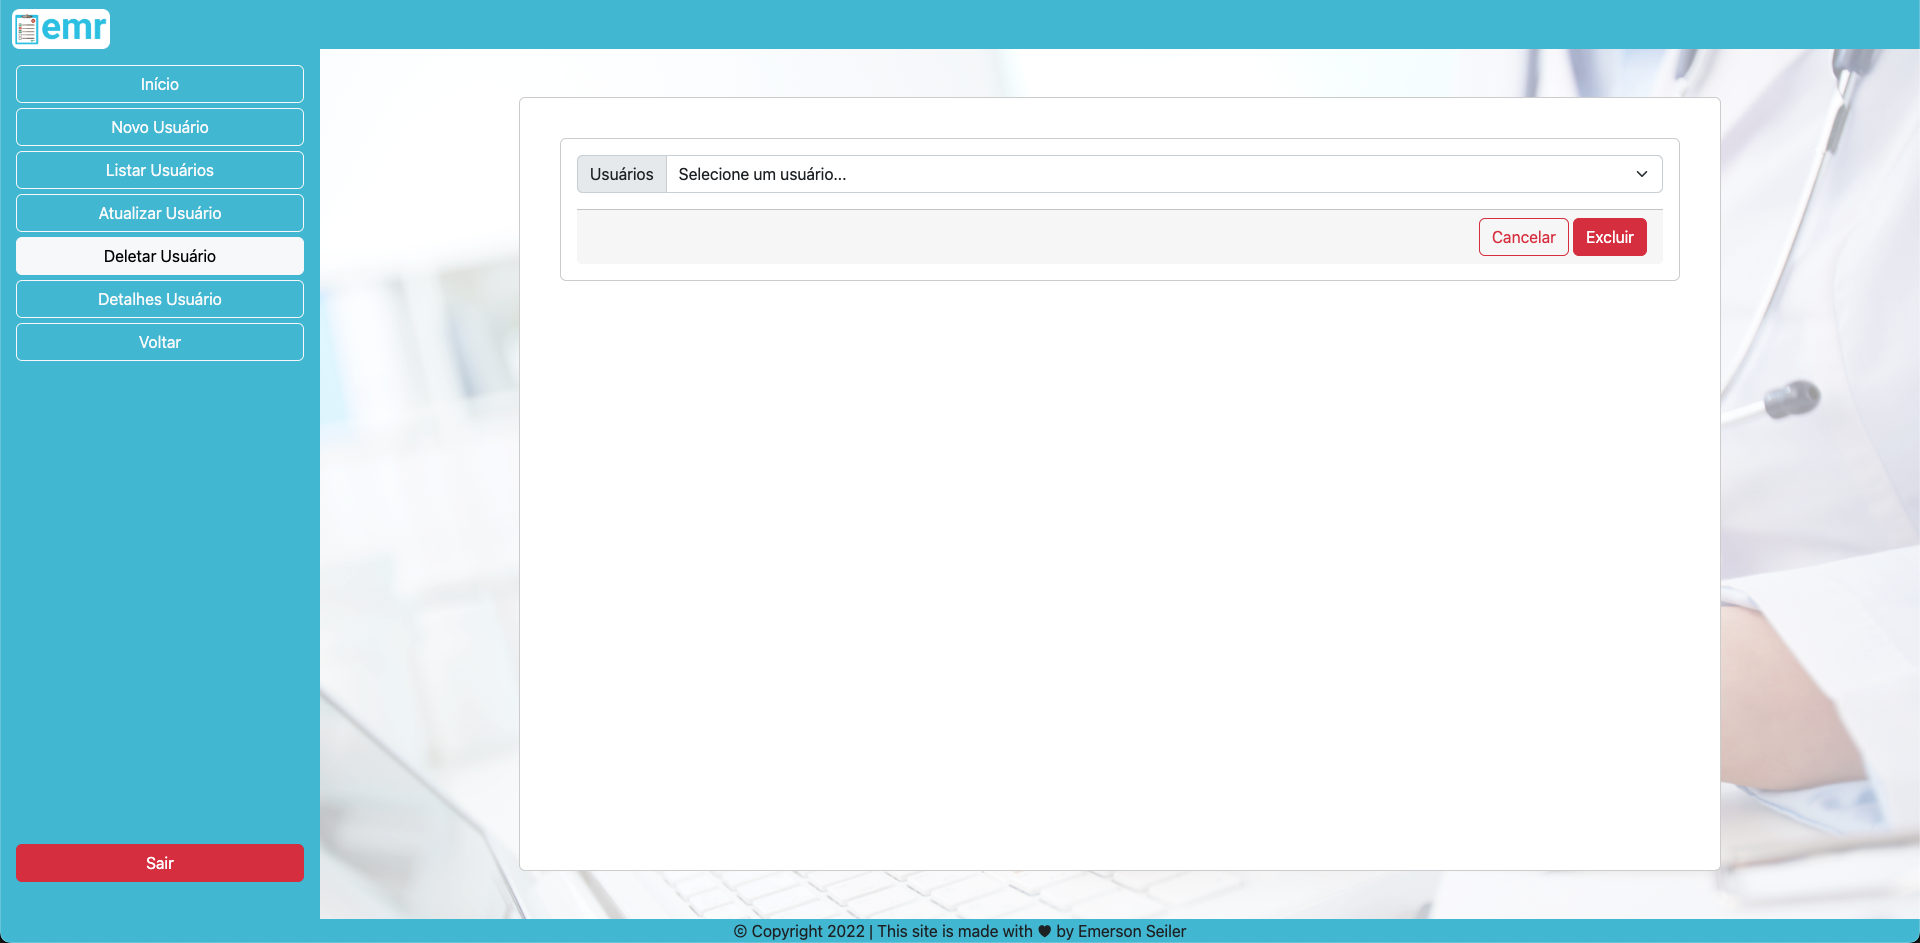 emr
Início
Novo Usuário
Listar Usuários
Atualizar Usuário
Deletar Usuário
Detalhes Usuário
Voltar
Sair
Usuários Selecione um usuário...
Cancelar Excluir
© Copyright 2022 | This site is made with ♥ by Emerson Seiler